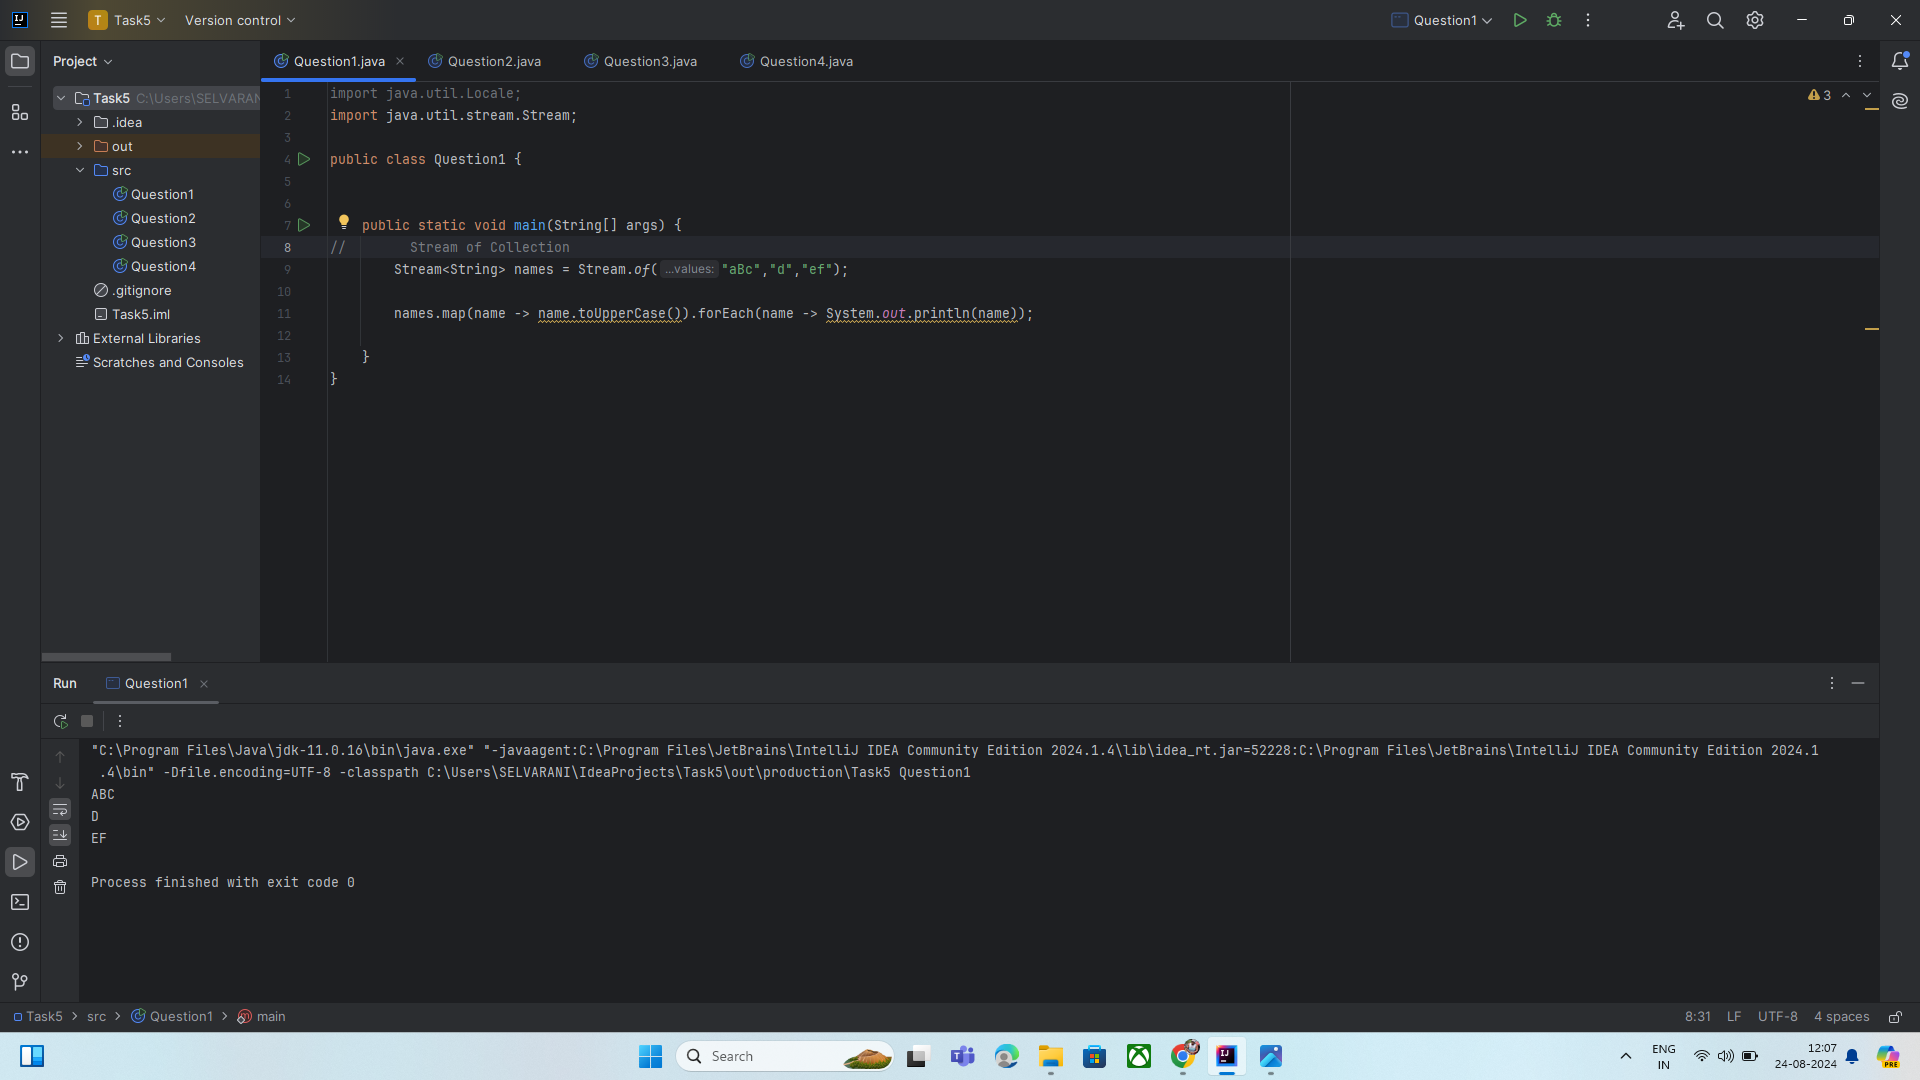 Task5 Version control Question1
Project
Question1.java Question2.java Question3.java Question4.java
Task5 C:\Users\SELVARAN
.idea
out
src
Question1
Question2
Question3
Question4
.gitignore
Task5.iml
External Libraries
Scratches and Consoles
3
1 import java.util.Locale;
2 import java.util.stream.Stream;
3
4 public class Question1 {
5
6
7 public static void main(String[] args) {
8 // Stream of Collection
9 Stream<String> names = Stream.of( ...values: "aBc","d","ef");
10
11 names.map(name -> name.toUpperCase()).forEach(name -> System.out.println(name));
12
13 }
14 }
Run Question1
"C:\Program Files\Java\jdk-11.0.16\bin\java.exe" "-javaagent:C:\Program Files\JetBrains\IntelliJ IDEA Community Edition 2024.1.4\lib\idea_rt.jar=52228:C:\Program Files\JetBrains\IntelliJ IDEA Community Edition 2024.1
.4\bin" -Dfile.encoding=UTF-8 -classpath C:\Users\SELVARANI\IdeaProjects\Task5\out\production\Task5 Question1
ABC
D
EF
Process finished with exit code 0
Task5 src Question1 main 8:31 LF UTF-8 4 spaces
Search
ENG
IN
12:07
24-08-2024
PRE